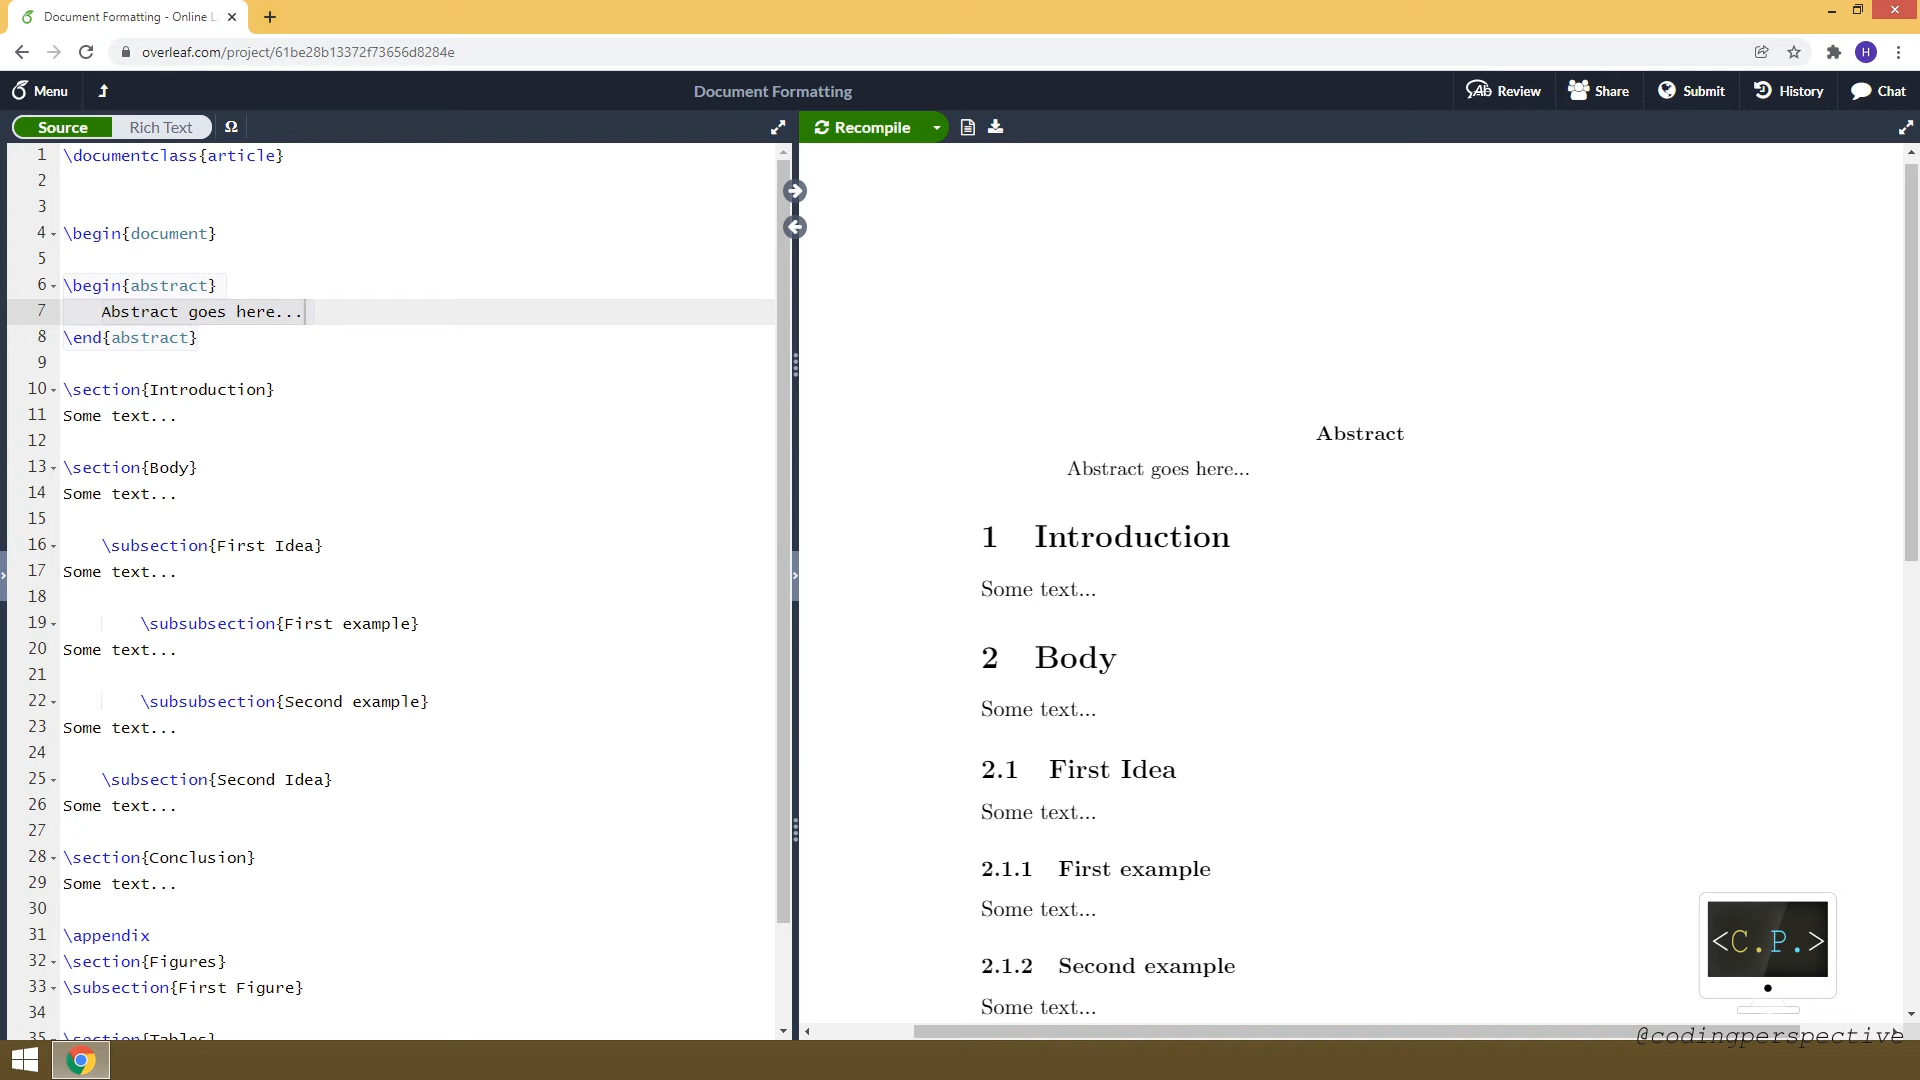 Document Formatting - Online L
overleaf.com/project/61be28b13372f73656d8284e
H
Menu
Document Formatting
Review
Share
Submit
History
Chat
Source
Rich Text
Ω
Recompile
1 \documentclass{article}
2
3
4 \begin{document}
5
6 \begin{abstract}
7 Abstract goes here...
8 \end{abstract}
9
10 \section{Introduction}
11 Some text...
12
13 \section{Body}
14 Some text...
15
16 \subsection{First Idea}
17 Some text...
18
19 \subsubsection{First example}
20 Some text...
21
22 \subsubsection{Second example}
23 Some text...
24
25 \subsection{Second Idea}
26 Some text...
27
28 \section{Conclusion}
29 Some text...
30
31 \appendix
32 \section{Figures}
33 \subsection{First Figure}
34
35 \section{Tables}
Abstract
Abstract goes here...
1 Introduction
Some text...
2 Body
Some text...
2.1 First Idea
Some text...
2.1.1 First example
Some text...
2.1.2 Second example
Some text...
<C.P.>
@codingperspective